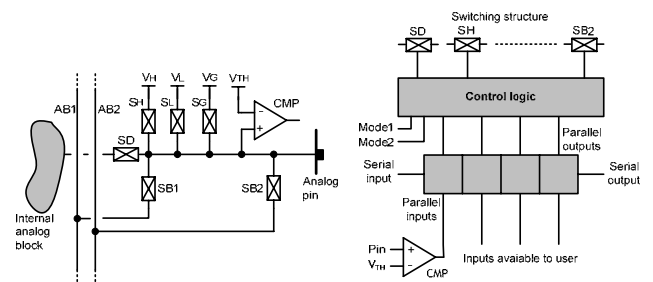 VH VL VG VTH
AB1 AB2 SH SL SG CMP
-
+
SD
SB1 SB2
Analog
pin
Internal
analog
block
Switching structure
SD SH SB2
Control logic
Mode1
Mode2
Parallel
outputs
Serial
input
Serial
output
Parallel
inputs
Pin +
VTH -
CMP
Inputs avaiable to user